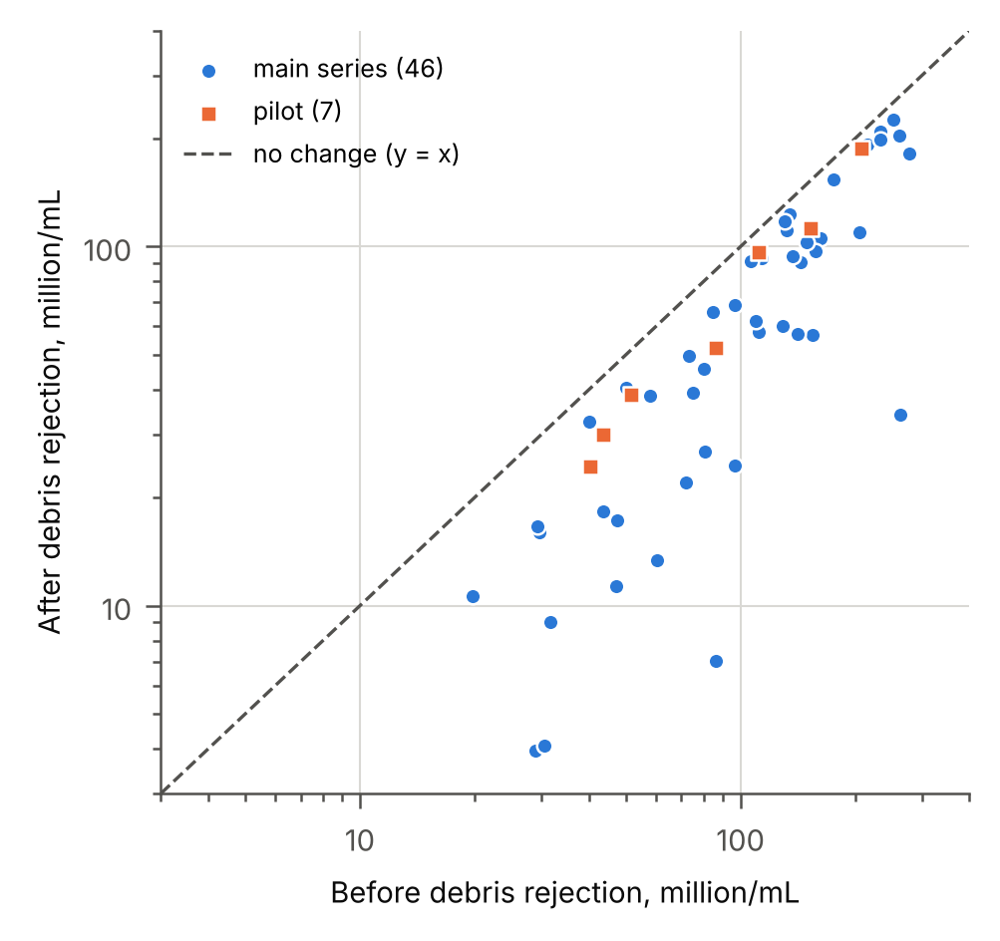 main series (46)
pilot (7)
no change (y = x)
After debris rejection, million/mL
100
10
10
100
Before debris rejection, million/mL